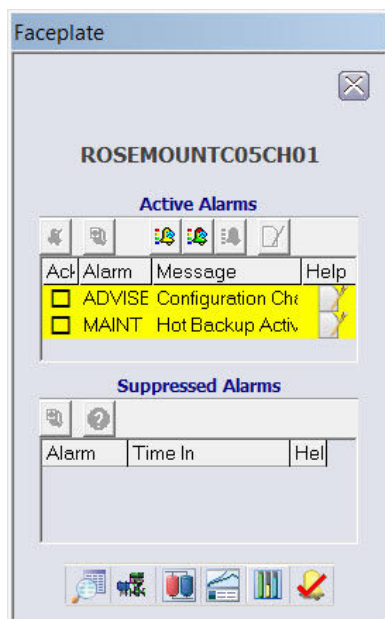 Faceplate
ROSEMOUNTC05CH01
Active Alarms
Ack Alarm Message Help
ADVISE Configuration Cha
MAINT Hot Backup Activ
Suppressed Alarms
Alarm Time In Hel